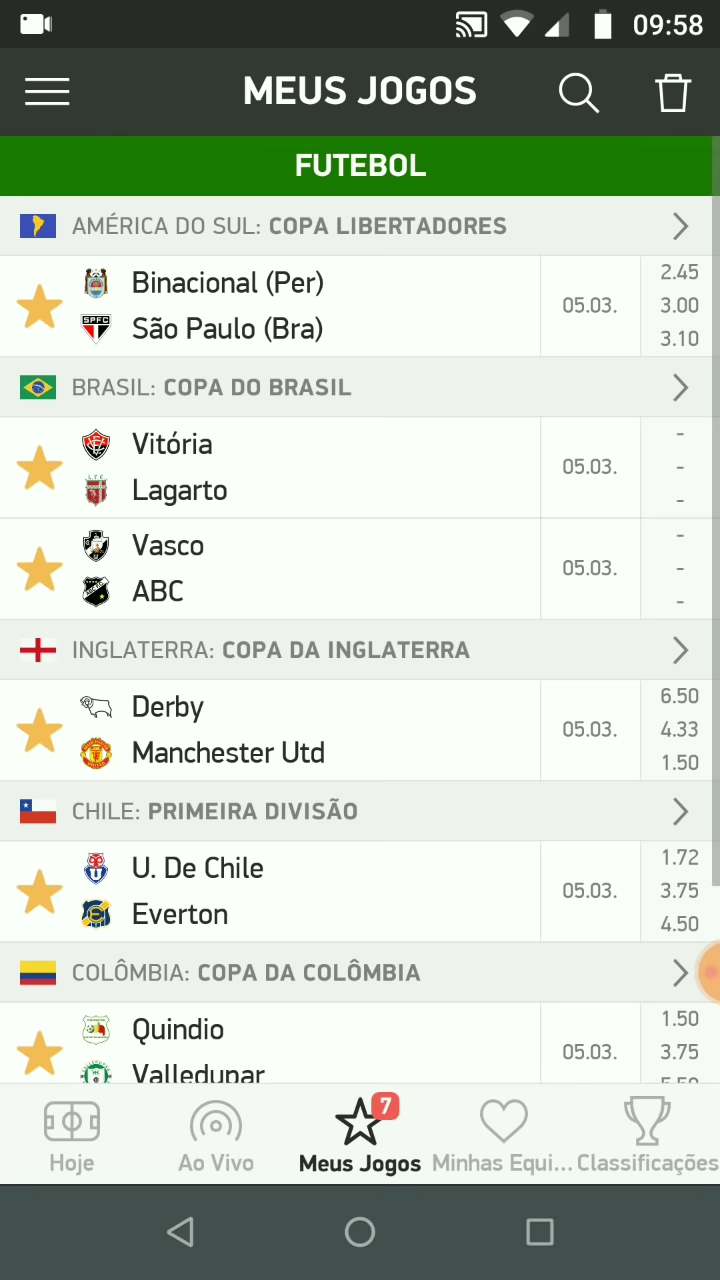 09:58
MEUS JOGOS
FUTEBOL
AMÉRICA DO SUL: COPA LIBERTADORES
Binacional (Per)
São Paulo (Bra)
05.03.
2.45
3.00
3.10
BRASIL: COPA DO BRASIL
Vitória
Lagarto
05.03.
-
-
-
Vasco
ABC
05.03.
-
-
-
INGLATERRA: COPA DA INGLATERRA
Derby
Manchester Utd
05.03.
6.50
4.33
1.50
CHILE: PRIMEIRA DIVISÃO
U. De Chile
Everton
05.03.
1.72
3.75
4.50
COLÔMBIA: COPA DA COLÔMBIA
Quindio
Valledupar
05.03.
1.50
3.75
7
Hoje
Ao Vivo
Meus Jogos
Minhas Equi...
Classificações